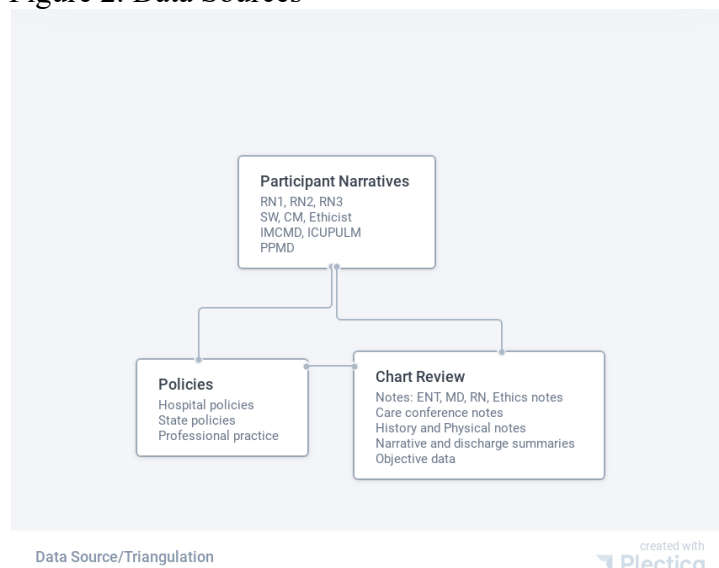 Figure 2: Data Sources
Participant Narratives
RN1, RN2, RN3
SW, CM, Ethicist
IMCMD, ICUPULM
PPMD
Policies
Hospital policies
State policies
Professional practice
Chart Review
Notes: ENT, MD, RN, Ethics notes
Care conference notes
History and Physical notes
Narrative and discharge summaries
Objective data
Data Source/Triangulation
created with
Plectica